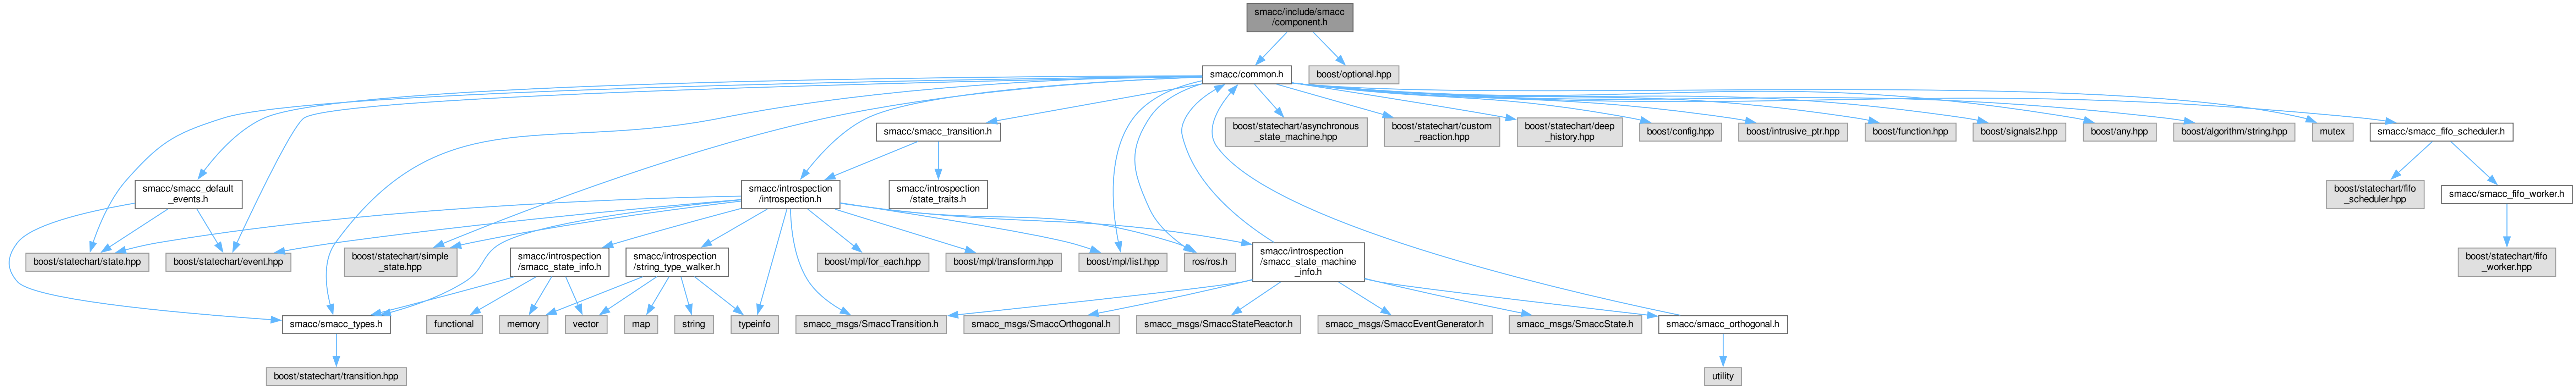 smacc/include/smacc
/component.h
smacc/common.h
boost/optional.hpp
smacc/smacc_transition.h
boost/statechart/asynchronous
_state_machine.hpp
boost/statechart/custom
_reaction.hpp
boost/statechart/deep
_history.hpp
boost/config.hpp
boost/intrusive_ptr.hpp
boost/function.hpp
boost/signals2.hpp
boost/any.hpp
boost/algorithm/string.hpp
mutex
smacc/smacc_fifo_scheduler.h
smacc/smacc_default
_events.h
smacc/introspection
/introspection.h
smacc/introspection
/state_traits.h
boost/statechart/fifo
_scheduler.hpp
smacc/smacc_fifo_worker.h
boost/statechart/state.hpp
boost/statechart/event.hpp
boost/statechart/simple
_state.hpp
smacc/introspection
/smacc_state_info.h
smacc/introspection
/string_type_walker.h
boost/mpl/for_each.hpp
boost/mpl/transform.hpp
boost/mpl/list.hpp
ros/ros.h
smacc/introspection
/smacc_state_machine
_info.h
boost/statechart/fifo
_worker.hpp
smacc/smacc_types.h
functional
memory
vector
map
string
typeinfo
smacc_msgs/SmaccTransition.h
smacc_msgs/SmaccOrthogonal.h
smacc_msgs/SmaccStateReactor.h
smacc_msgs/SmaccEventGenerator.h
smacc_msgs/SmaccState.h
smacc/smacc_orthogonal.h
boost/statechart/transition.hpp
utility